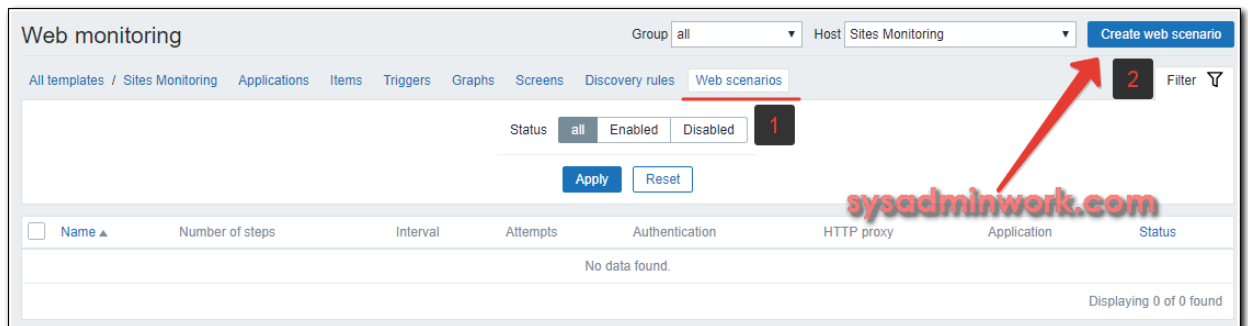 Web monitoring Group all Host Sites Monitoring Create web scenario
All templates / Sites Monitoring Applications Items Triggers Graphs Screens Discovery rules Web scenarios 2 Filter
Status all Enabled Disabled 1
Apply Reset
sysadminwork.com
Name Number of steps Interval Attempts Authentication HTTP proxy Application Status
No data found.
Displaying 0 of 0 found